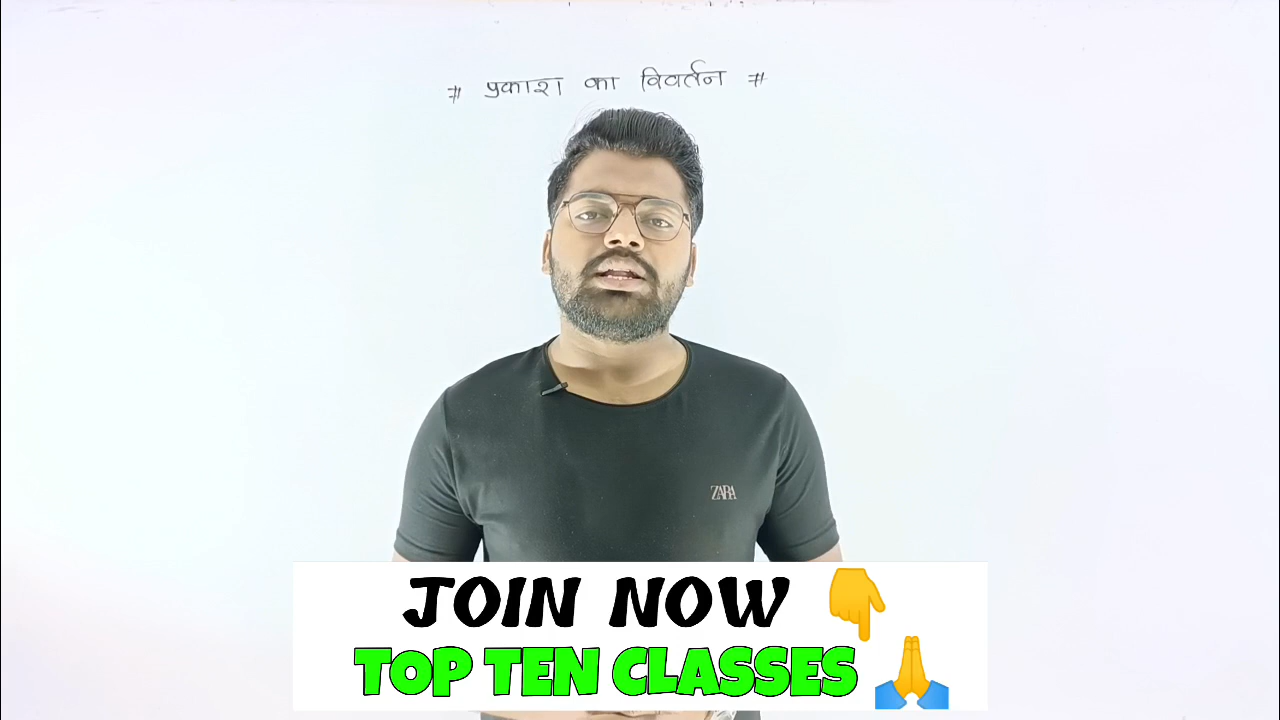 # प्रकाश का विवर्तन #
ZARA
JOIN NOW 👇
TOP TEN CLASSES 🙏